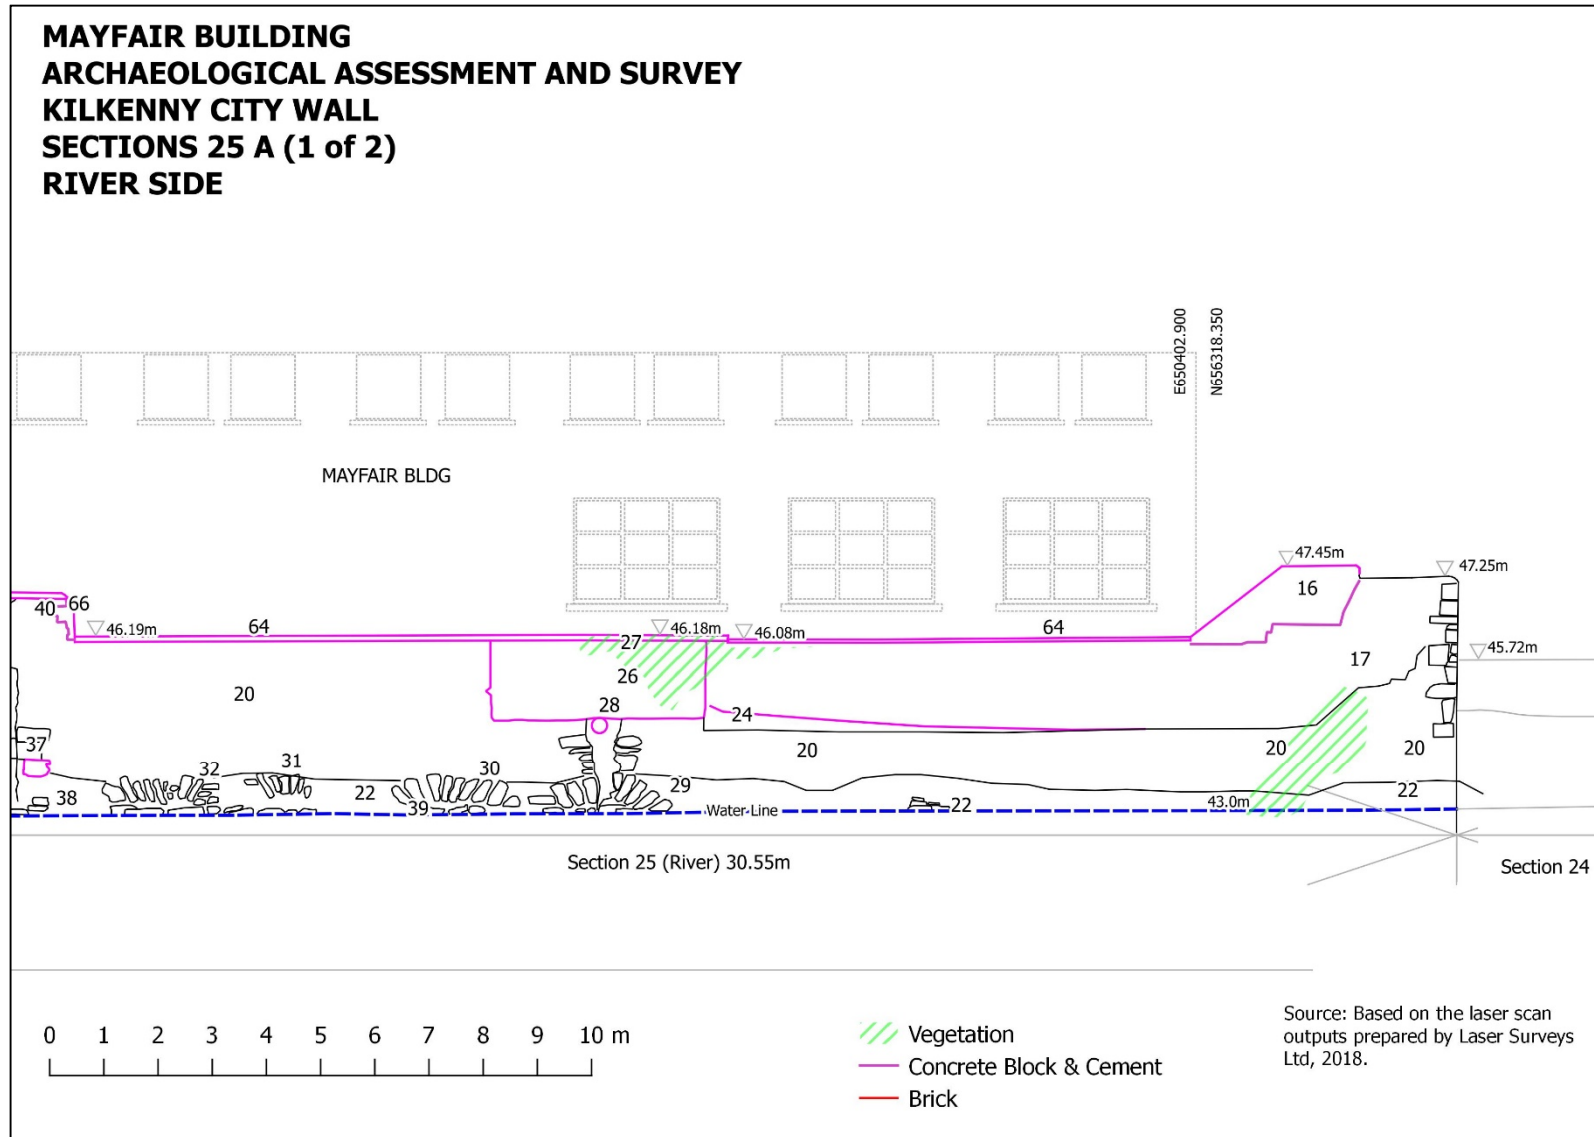 MAYFAIR BUILDING
ARCHAEOLOGICAL ASSESSMENT AND SURVEY
KILKENNY CITY WALL
SECTIONS 25 A (1 of 2)
RIVER SIDE
E650402.900
N656318.350
MAYFAIR BLDG
47.45m
47.25m
16
40
66
46.19m
64
27
46.18m
46.08m
64
45.72m
17
26
20
28
24
37
20
20
20
32
31
30
29
38
22
39
22
43.0m
22
Water Line
Section 25 (River) 30.55m
Section 24
0 1 2 3 4 5 6 7 8 9 10 m
Vegetation
Concrete Block & Cement
Brick
Source: Based on the laser scan
outputs prepared by Laser Surveys
Ltd, 2018.